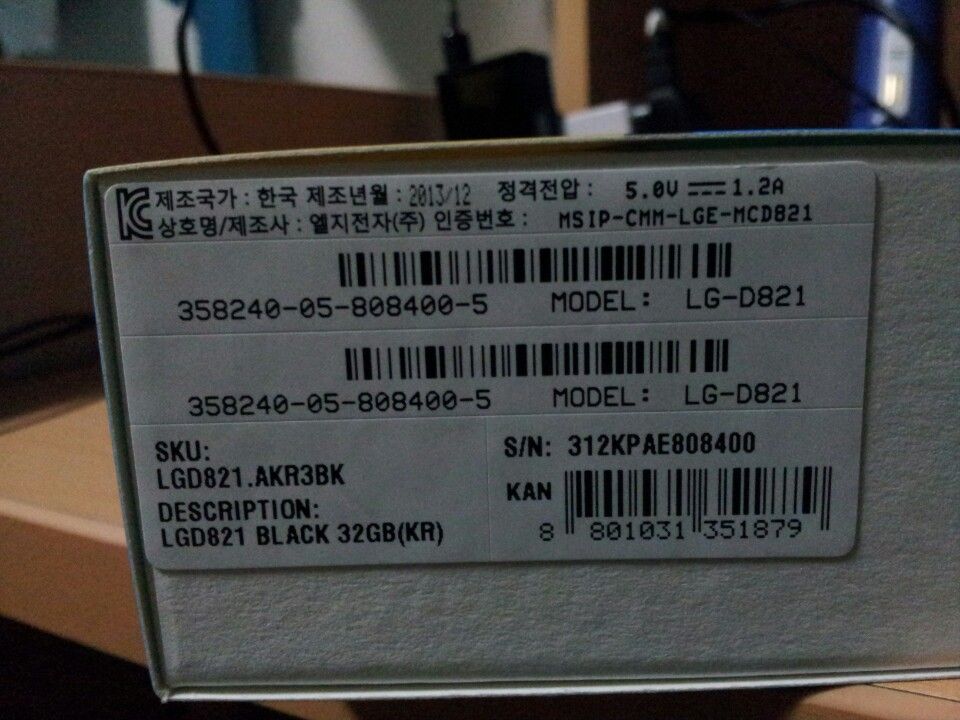 KC 제조국가 : 한국 제조년월 : 2013/12 정격전압 : 5.0V 1.2A
상호명/제조사 : 엘지전자(주) 인증번호 : MSIP-CMM-LGE-MCD821
358240-05-808400-5 MODEL: LG-D821
358240-05-808400-5 MODEL: LG-D821
SKU:
LGD821.AKR3BK
DESCRIPTION:
LGD821 BLACK 32GB(KR)
S/N: 312KPAE808400
KAN
8 801031 351879